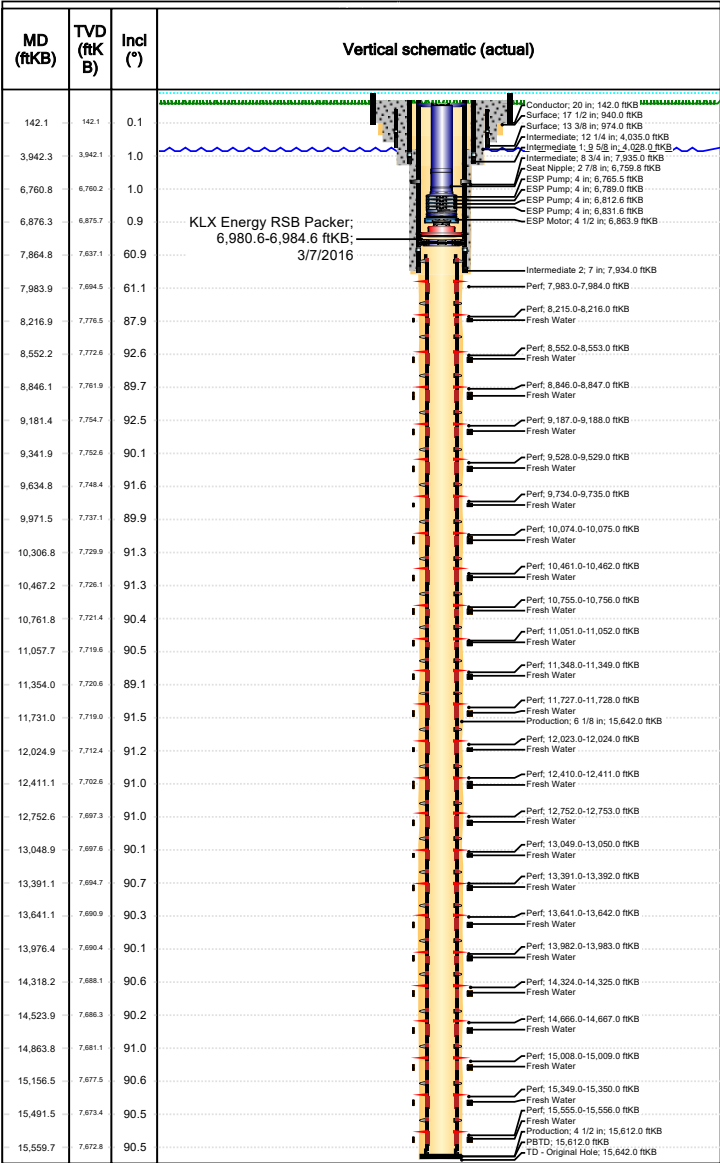 MD (ftKB)
TVD (ftK B)
Incl (°)
Vertical schematic (actual)
142.1 142.1 0.1
3,942.3 3,942.1 1.0
6,760.8 6,760.2 1.0
6,876.3 6,875.7 0.9
7,864.8 7,637.1 60.9
7,983.9 7,694.5 61.1
8,216.9 7,776.5 87.9
8,552.2 7,772.6 92.6
8,846.1 7,761.9 89.7
9,181.4 7,754.7 92.5
9,341.9 7,752.6 90.1
9,634.8 7,748.4 91.6
9,971.5 7,737.1 89.9
10,306.8 7,729.9 91.3
10,467.2 7,726.1 91.3
10,761.8 7,721.4 90.4
11,057.7 7,719.6 90.5
11,354.0 7,720.6 89.1
11,731.0 7,719.0 91.5
12,024.9 7,712.4 91.2
12,411.1 7,702.6 91.0
12,752.6 7,697.3 91.0
13,048.9 7,697.6 90.1
13,391.1 7,694.7 90.7
13,641.1 7,690.9 90.3
13,976.4 7,690.4 90.1
14,318.2 7,688.1 90.6
14,523.9 7,686.3 90.2
14,863.8 7,681.1 91.0
15,156.5 7,677.5 90.6
15,491.5 7,673.4 90.5
15,559.7 7,672.8 90.5
KLX Energy RSB Packer;
6,980.6-6,984.6 ftKB;
3/7/2016
Conductor; 20 in; 142.0 ftKB
Surface; 17 1/2 in; 940.0 ftKB
Surface; 13 3/8 in; 974.0 ftKB
Intermediate; 12 1/4 in; 4,035.0 ftKB
Intermediate 1; 9 5/8 in; 4,028.0 ftKB
Intermediate; 8 3/4 in; 7,935.0 ftKB
Seat Nipple; 2 7/8 in; 6,759.8 ftKB
ESP Pump; 4 in; 6,765.5 ftKB
ESP Pump; 4 in; 6,789.0 ftKB
ESP Pump; 4 in; 6,812.6 ftKB
ESP Pump; 4 in; 6,831.6 ftKB
ESP Motor; 4 1/2 in; 6,863.9 ftKB
Intermediate 2; 7 in; 7,934.0 ftKB
Perf; 7,983.0-7,984.0 ftKB
Perf; 8,215.0-8,216.0 ftKB
Fresh Water
Perf; 8,552.0-8,553.0 ftKB
Fresh Water
Perf; 8,846.0-8,847.0 ftKB
Fresh Water
Perf; 9,187.0-9,188.0 ftKB
Fresh Water
Perf; 9,528.0-9,529.0 ftKB
Fresh Water
Perf; 9,734.0-9,735.0 ftKB
Fresh Water
Perf; 10,074.0-10,075.0 ftKB
Fresh Water
Perf; 10,461.0-10,462.0 ftKB
Fresh Water
Perf; 10,755.0-10,756.0 ftKB
Fresh Water
Perf; 11,051.0-11,052.0 ftKB
Fresh Water
Perf; 11,348.0-11,349.0 ftKB
Fresh Water
Perf; 11,727.0-11,728.0 ftKB
Fresh Water
Production; 6 1/8 in; 15,642.0 ftKB
Perf; 12,023.0-12,024.0 ftKB
Fresh Water
Perf; 12,410.0-12,411.0 ftKB
Fresh Water
Perf; 12,752.0-12,753.0 ftKB
Fresh Water
Perf; 13,049.0-13,050.0 ftKB
Fresh Water
Perf; 13,391.0-13,392.0 ftKB
Fresh Water
Perf; 13,641.0-13,642.0 ftKB
Fresh Water
Perf; 13,982.0-13,983.0 ftKB
Fresh Water
Perf; 14,324.0-14,325.0 ftKB
Fresh Water
Perf; 14,666.0-14,667.0 ftKB
Fresh Water
Perf; 15,008.0-15,009.0 ftKB
Fresh Water
Perf; 15,349.0-15,350.0 ftKB
Fresh Water
Perf; 15,555.0-15,556.0 ftKB
Fresh Water
Production; 4 1/2 in; 15,612.0 ftKB
PBTD; 15,612.0 ftKB
TD - Original Hole; 15,642.0 ftKB